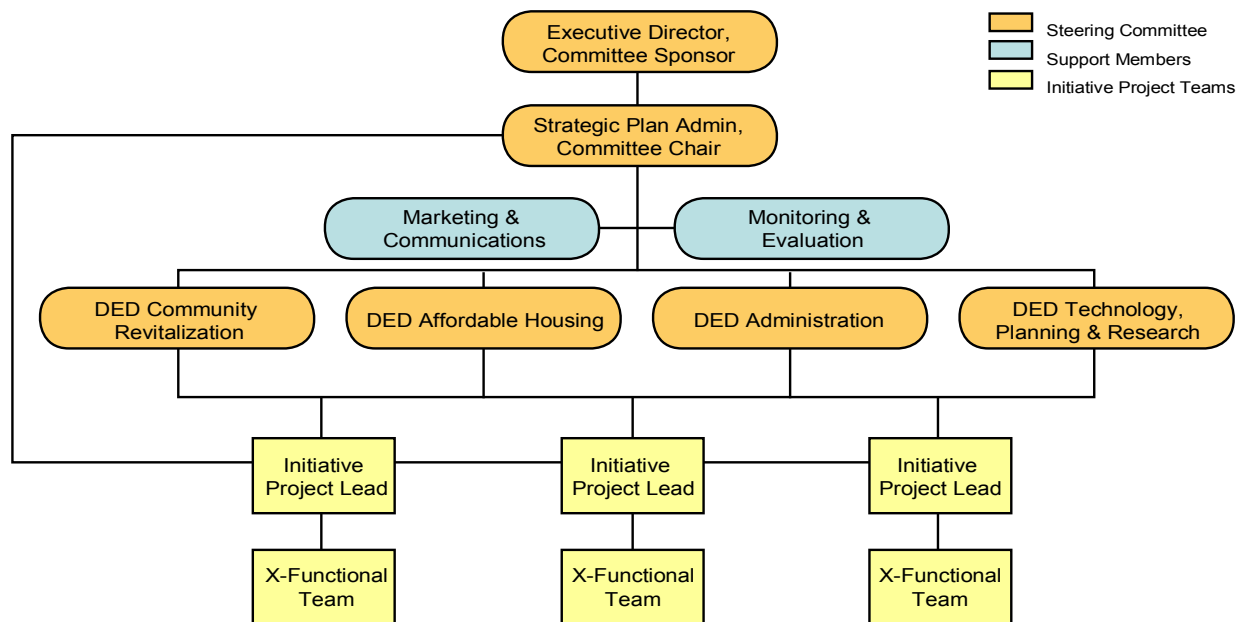 Executive Director,
Committee Sponsor
Steering Committee
Support Members
Initiative Project Teams
Strategic Plan Admin,
Committee Chair
Marketing &
Communications
Monitoring &
Evaluation
DED Community
Revitalization
DED Affordable Housing
DED Administration
DED Technology,
Planning & Research
Initiative
Project Lead
Initiative
Project Lead
Initiative
Project Lead
X-Functional
Team
X-Functional
Team
X-Functional
Team